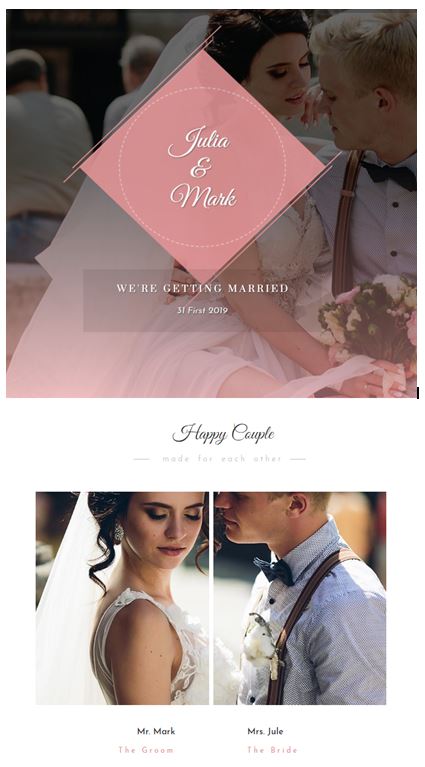 Julia
&
Mark
WE'RE GETTING MARRIED
31 First 2019
Happy Couple
made for each other
Mr. Mark Mrs. Jule
The Groom The Bride